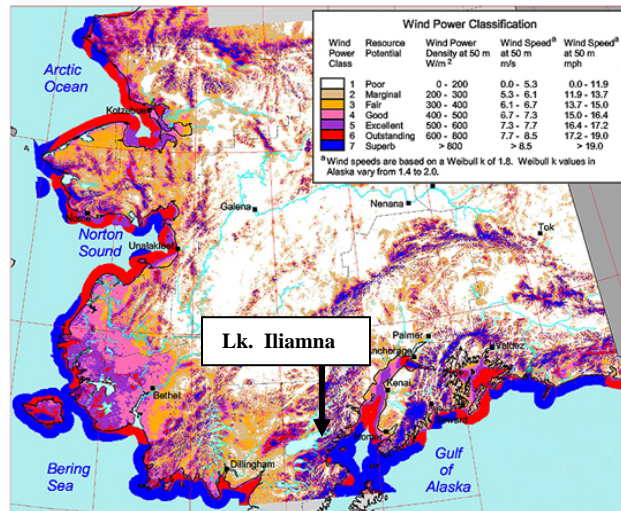 Wind Power Classification
Wind Power Class Resource Potential Wind Power Density at 50 m W/m² Wind Speedᵃ at 50 m m/s Wind Speedᵃ at 50 m mph
1 Poor 0 - 200 0.0 - 5.3 0.0 - 11.9
2 Marginal 200 - 300 5.3 - 6.1 11.9 - 13.7
3 Fair 300 - 400 6.1 - 6.7 13.7 - 15.0
4 Good 400 - 500 6.7 - 7.3 15.0 - 16.4
5 Excellent 500 - 600 7.3 - 7.7 16.4 - 17.2
6 Outstanding 600 - 800 7.7 - 8.5 17.2 - 19.0
7 Superb > 800 > 8.5 > 19.0
ᵃ Wind speeds are based on a Weibull k of 1.8. Weibull k values in
Alaska vary from 1.4 to 2.0.
Arctic
Ocean
Kotzebue
Galena
Nenana
Tok
Nome
Norton
Sound
Unalakleet
Lk. Iliamna
Palmer
Anchorage
Valdez
Kenai
Bethel
Seward
Homer
Dillingham
Bering
Sea
Gulf
of
Alaska